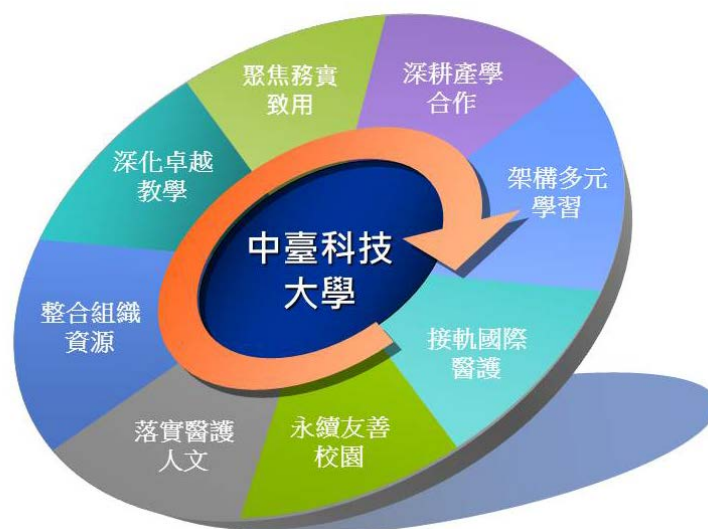 聚焦務實
致用
深耕產學
合作
架構多元
學習
接軌國際
醫護
永續友善
校園
落實醫護
人文
整合組織
資源
深化卓越
教學
中臺科技
大學